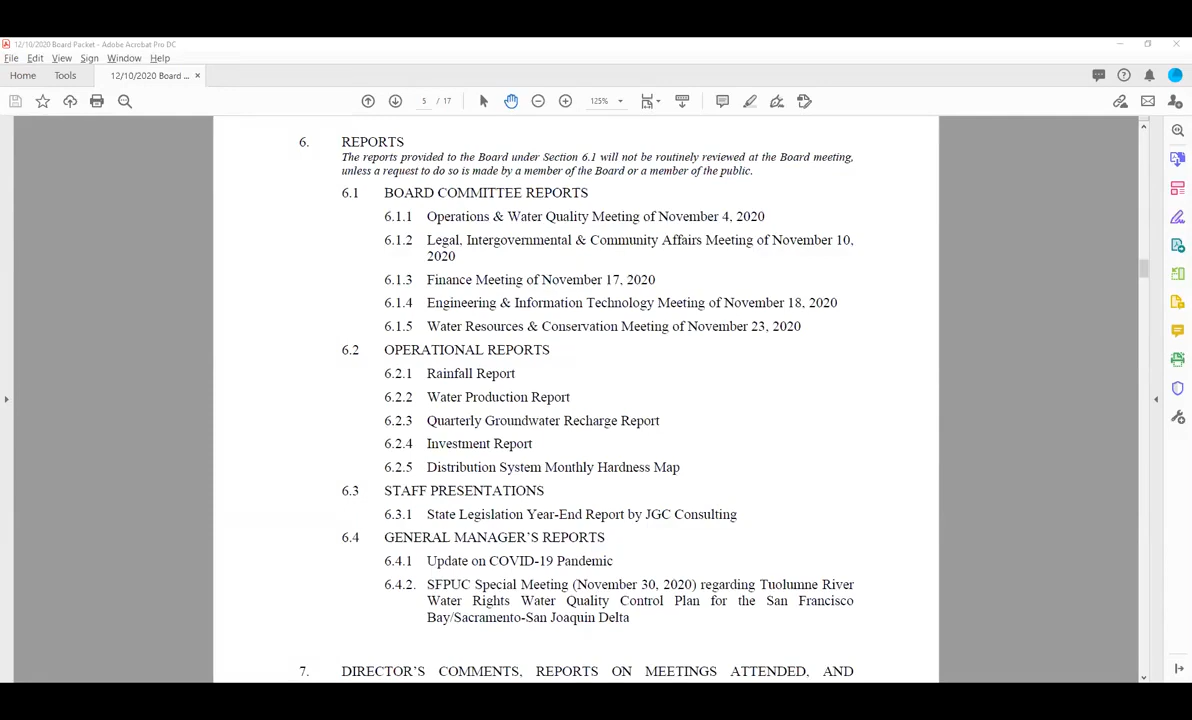 12/10/2020 Board Packet - Adobe Acrobat Pro DC
File Edit View Sign Window Help
Home Tools 12/10/2020 Board ... ×
5 / 17 125%
6. REPORTS
The reports provided to the Board under Section 6.1 will not be routinely reviewed at the Board meeting,
unless a request to do so is made by a member of the Board or a member of the public.
6.1 BOARD COMMITTEE REPORTS
6.1.1 Operations & Water Quality Meeting of November 4, 2020
6.1.2 Legal, Intergovernmental & Community Affairs Meeting of November 10,
2020
6.1.3 Finance Meeting of November 17, 2020
6.1.4 Engineering & Information Technology Meeting of November 18, 2020
6.1.5 Water Resources & Conservation Meeting of November 23, 2020
6.2 OPERATIONAL REPORTS
6.2.1 Rainfall Report
6.2.2 Water Production Report
6.2.3 Quarterly Groundwater Recharge Report
6.2.4 Investment Report
6.2.5 Distribution System Monthly Hardness Map
6.3 STAFF PRESENTATIONS
6.3.1 State Legislation Year-End Report by JGC Consulting
6.4 GENERAL MANAGER'S REPORTS
6.4.1 Update on COVID-19 Pandemic
6.4.2. SFPUC Special Meeting (November 30, 2020) regarding Tuolumne River
Water Rights Water Quality Control Plan for the San Francisco
Bay/Sacramento-San Joaquin Delta
7. DIRECTOR'S COMMENTS, REPORTS ON MEETINGS ATTENDED, AND